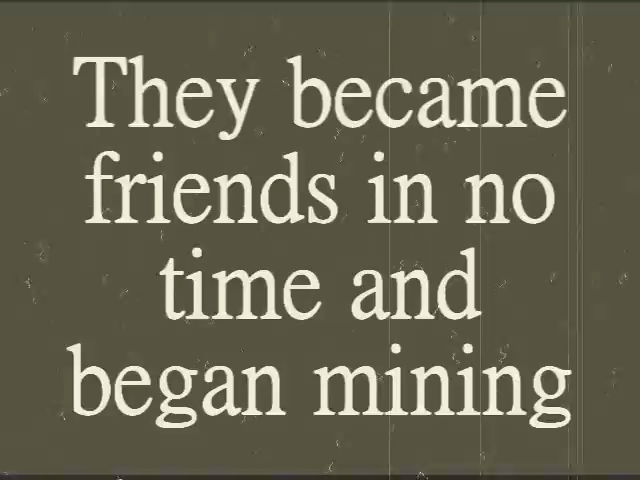 They became
friends in no
time and
began mining